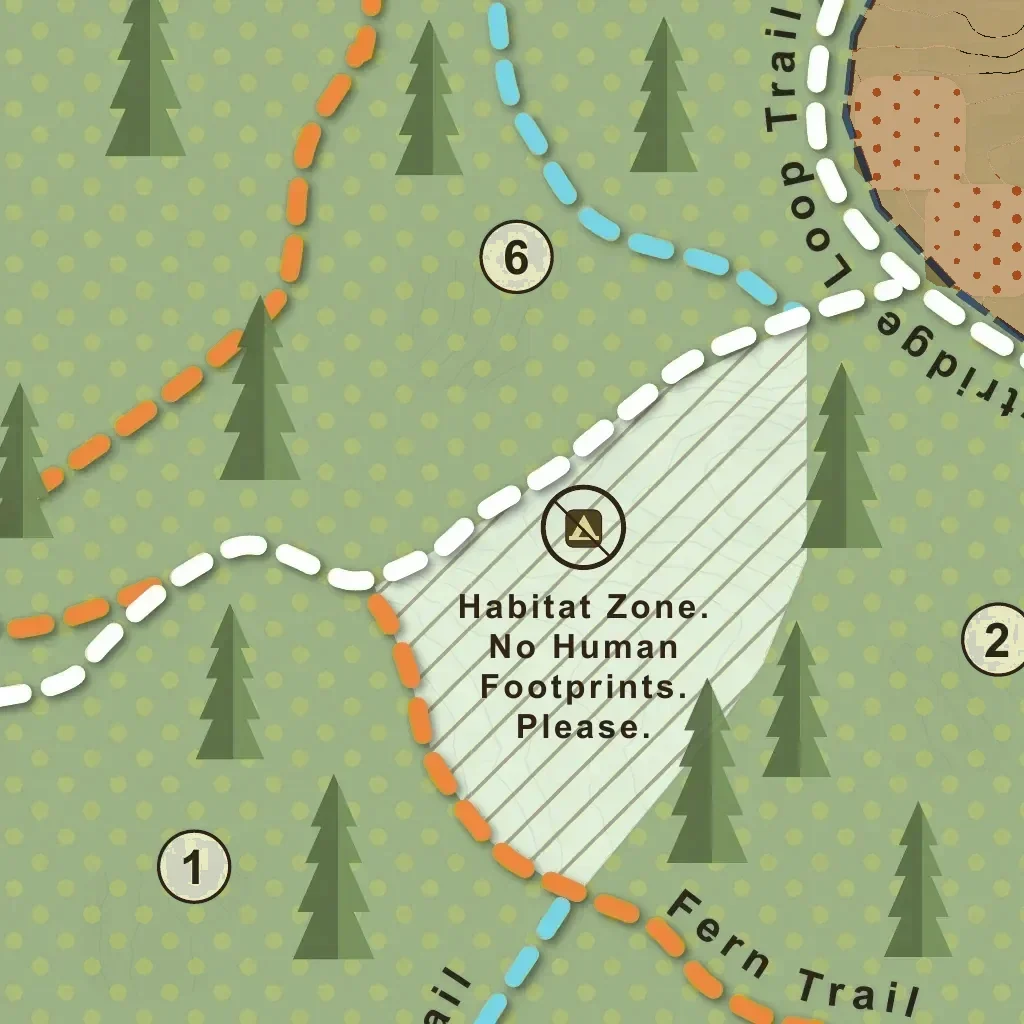 Loop Trail
6
Habitat Zone.
No Human
Footprints.
Please.
2
1
Fern Trail